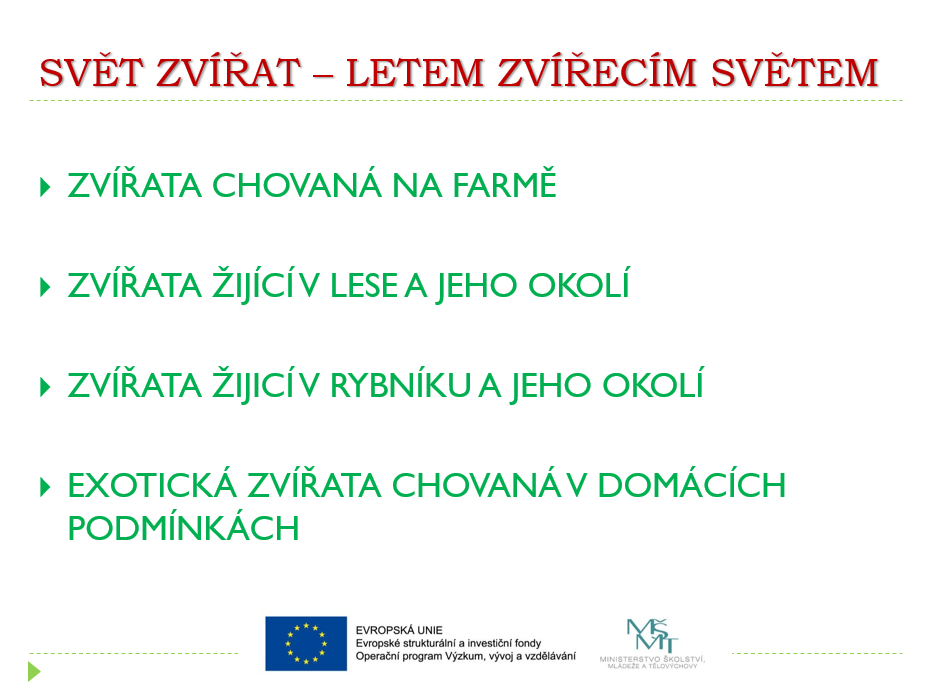 SVĚT ZVÍŘAT – LETEM ZVÍŘECÍM SVĚTEM
ZVÍŘATA CHOVANÁ NA FARMĚ
ZVÍŘATA ŽIJÍCÍ V LESE A JEHO OKOLÍ
ZVÍŘATA ŽIJICÍ V RYBNÍKU A JEHO OKOLÍ
EXOTICKÁ ZVÍŘATA CHOVANÁ V DOMÁCÍCH
PODMÍNKÁCH
EVROPSKÁ UNIE
Evropské strukturální a investiční fondy
Operační program Výzkum, vývoj a vzdělávání
MŠMT
MINISTERSTVO ŠKOLSTVÍ,
MLÁDEŽE A TĚLOVÝCHOVY